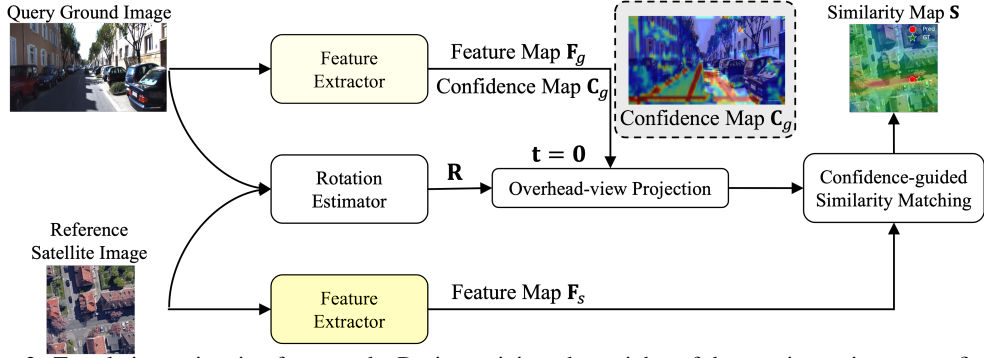 Query Ground Image
Feature
Extractor
Feature Map F_g
Confidence Map C_g
Confidence Map C_g
Similarity Map S
Pred
GT
Rotation
Estimator
R
t = 0
Overhead-view Projection
Confidence-guided
Similarity Matching
Reference
Satellite Image
Feature
Extractor
Feature Map F_s